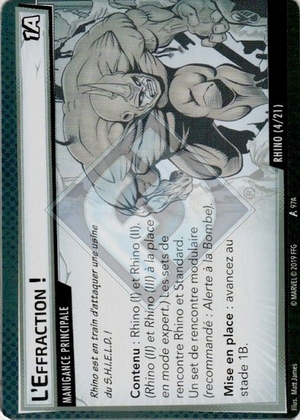 1A
L'EFFRACTION !
MANIGANCE PRINCIPALE
Rhino est en train d'attaquer une usine
du S.H.I.E.L.D. !
Contenu : Rhino (I) et Rhino (II).
(Rhino (II) et Rhino (III) à la place
en mode expert.) Les sets de
rencontre Rhino et Standard.
Un set de rencontre modulaire
(recommandé : Alerte à la Bombe).
Mise en place : avancez au
stade 1B.
RHINO (4/21)
Illus. Matt James
© MARVEL © 2019 FFG
97A